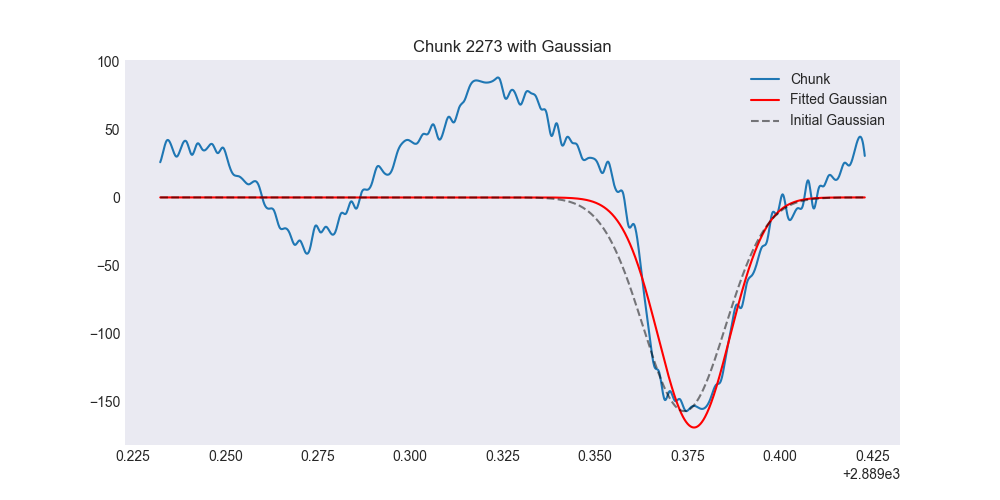 Chunk 2273 with Gaussian
Chunk
Fitted Gaussian
Initial Gaussian
100
50
0
−50
−100
−150
0.225 0.250 0.275 0.300 0.325 0.350 0.375 0.400 0.425
+2.889e3